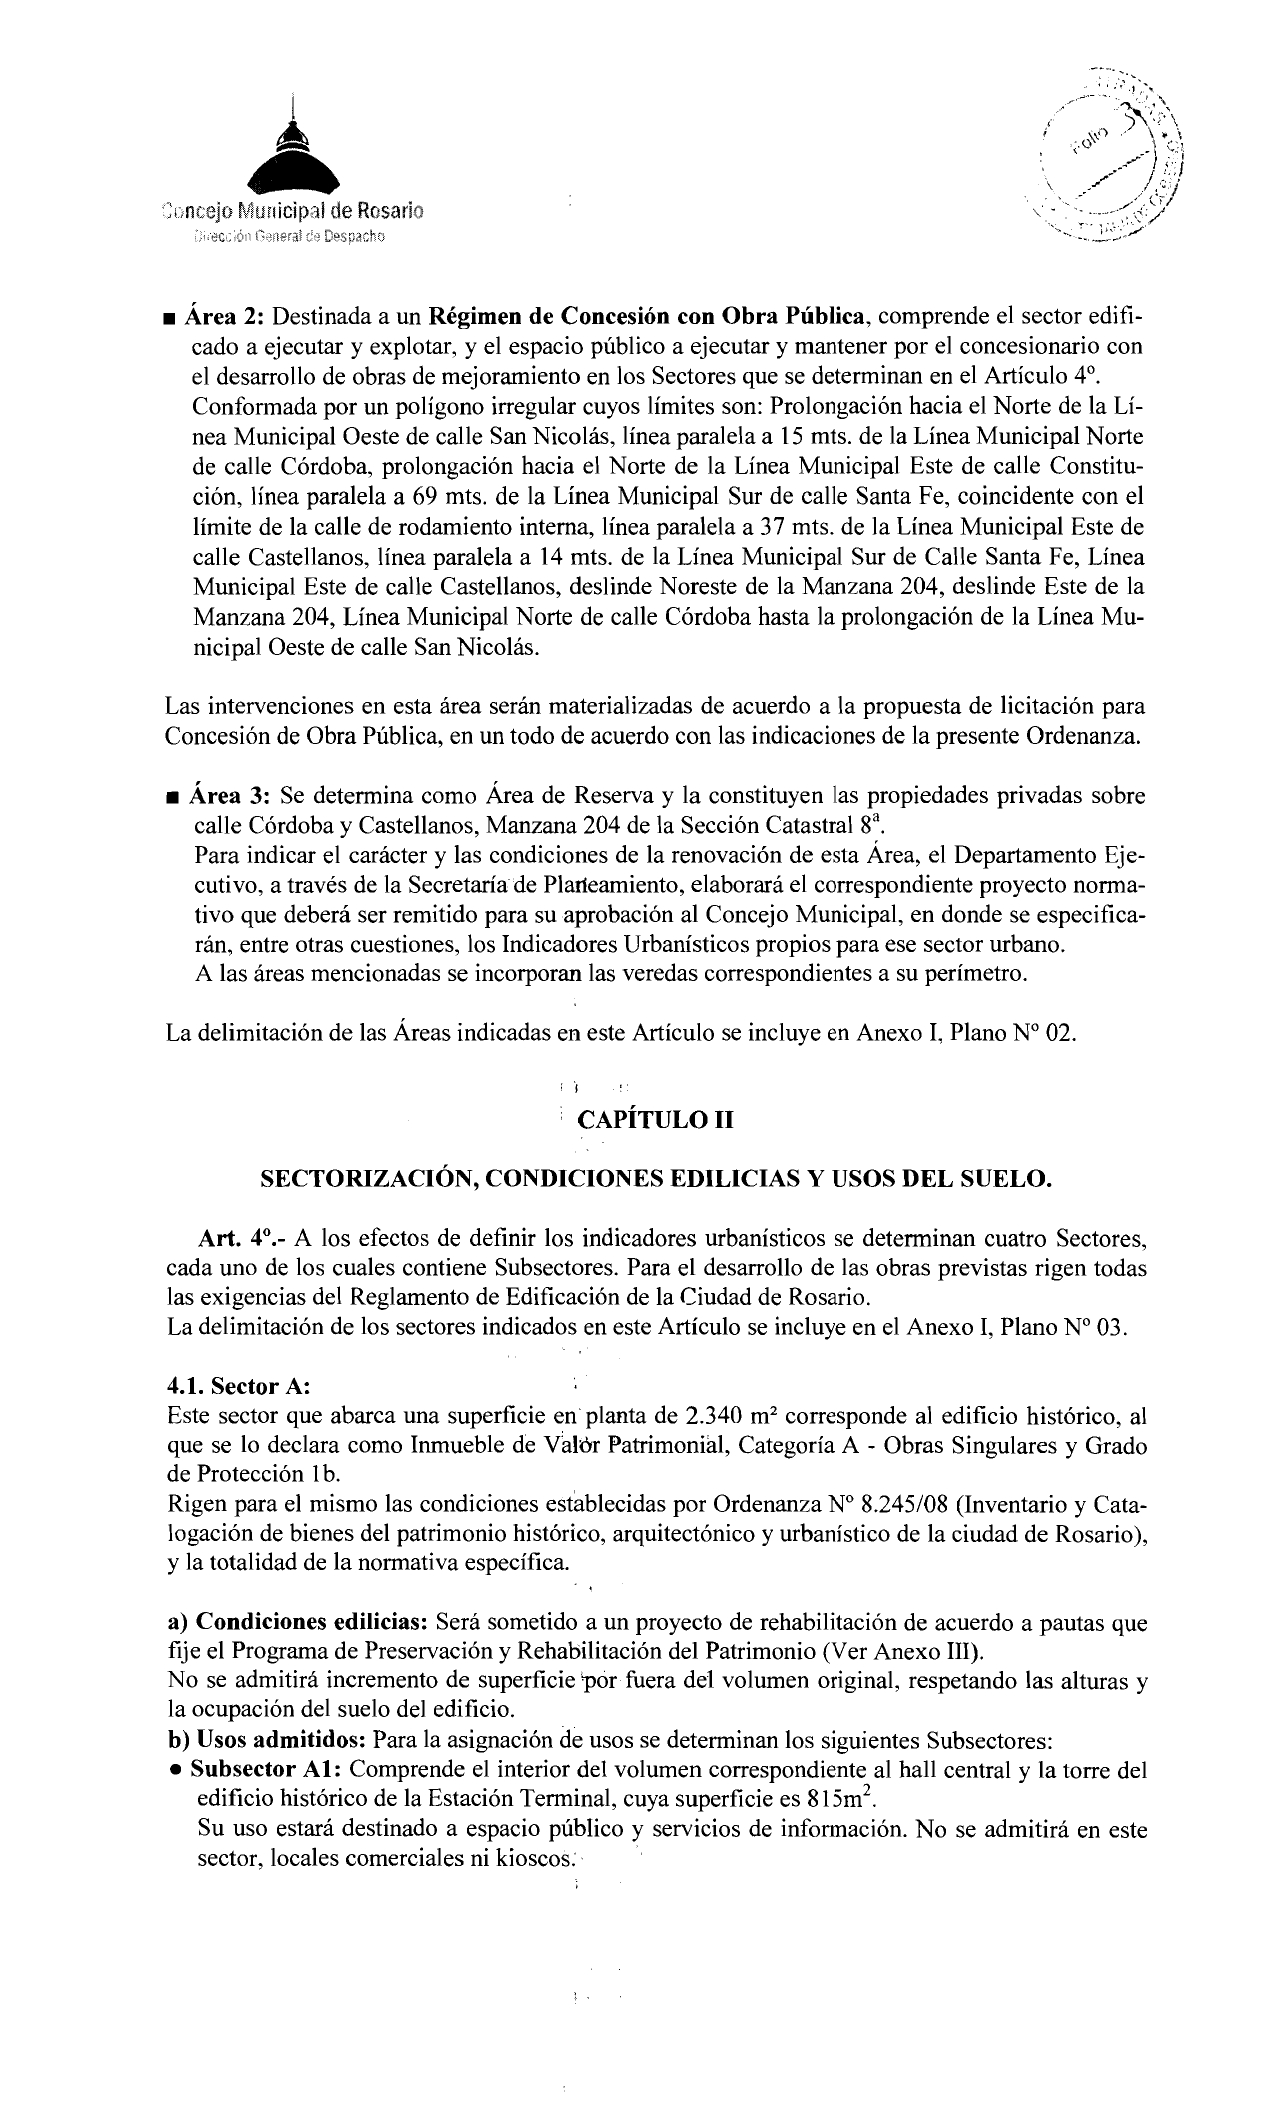 Folio 3
Concejo Municipal de Rosario
Dirección General de Despacho
■ Área 2: Destinada a un Régimen de Concesión con Obra Pública, comprende el sector edifi-
cado a ejecutar y explotar, y el espacio público a ejecutar y mantener por el concesionario con
el desarrollo de obras de mejoramiento en los Sectores que se determinan en el Artículo 4º.
Conformada por un polígono irregular cuyos límites son: Prolongación hacia el Norte de la Lí-
nea Municipal Oeste de calle San Nicolás, línea paralela a 15 mts. de la Línea Municipal Norte
de calle Córdoba, prolongación hacia el Norte de la Línea Municipal Este de calle Constitu-
ción, línea paralela a 69 mts. de la Línea Municipal Sur de calle Santa Fe, coincidente con el
límite de la calle de rodamiento interna, línea paralela a 37 mts. de la Línea Municipal Este de
calle Castellanos, línea paralela a 14 mts. de la Línea Municipal Sur de Calle Santa Fe, Línea
Municipal Este de calle Castellanos, deslinde Noreste de la Manzana 204, deslinde Este de la
Manzana 204, Línea Municipal Norte de calle Córdoba hasta la prolongación de la Línea Mu-
nicipal Oeste de calle San Nicolás.
Las intervenciones en esta área serán materializadas de acuerdo a la propuesta de licitación para
Concesión de Obra Pública, en un todo de acuerdo con las indicaciones de la presente Ordenanza.
■ Área 3: Se determina como Área de Reserva y la constituyen las propiedades privadas sobre
calle Córdoba y Castellanos, Manzana 204 de la Sección Catastral 8ª.
Para indicar el carácter y las condiciones de la renovación de esta Área, el Departamento Eje-
cutivo, a través de la Secretaría de Planeamiento, elaborará el correspondiente proyecto norma-
tivo que deberá ser remitido para su aprobación al Concejo Municipal, en donde se especifica-
rán, entre otras cuestiones, los Indicadores Urbanísticos propios para ese sector urbano.
A las áreas mencionadas se incorporan las veredas correspondientes a su perímetro.
La delimitación de las Áreas indicadas en este Artículo se incluye en Anexo I, Plano Nº 02.
CAPÍTULO II
SECTORIZACIÓN, CONDICIONES EDILICIAS Y USOS DEL SUELO.
Art. 4º.- A los efectos de definir los indicadores urbanísticos se determinan cuatro Sectores,
cada uno de los cuales contiene Subsectores. Para el desarrollo de las obras previstas rigen todas
las exigencias del Reglamento de Edificación de la Ciudad de Rosario.
La delimitación de los sectores indicados en este Artículo se incluye en el Anexo I, Plano Nº 03.
4.1. Sector A:
Este sector que abarca una superficie en planta de 2.340 m² corresponde al edificio histórico, al
que se lo declara como Inmueble de Valor Patrimonial, Categoría A - Obras Singulares y Grado
de Protección 1b.
Rigen para el mismo las condiciones establecidas por Ordenanza Nº 8.245/08 (Inventario y Cata-
logación de bienes del patrimonio histórico, arquitectónico y urbanístico de la ciudad de Rosario),
y la totalidad de la normativa específica.
a) Condiciones edilicias: Será sometido a un proyecto de rehabilitación de acuerdo a pautas que
fije el Programa de Preservación y Rehabilitación del Patrimonio (Ver Anexo III).
No se admitirá incremento de superficie por fuera del volumen original, respetando las alturas y
la ocupación del suelo del edificio.
b) Usos admitidos: Para la asignación de usos se determinan los siguientes Subsectores:
● Subsector A1: Comprende el interior del volumen correspondiente al hall central y la torre del
edificio histórico de la Estación Terminal, cuya superficie es 815m².
Su uso estará destinado a espacio público y servicios de información. No se admitirá en este
sector, locales comerciales ni kioscos.